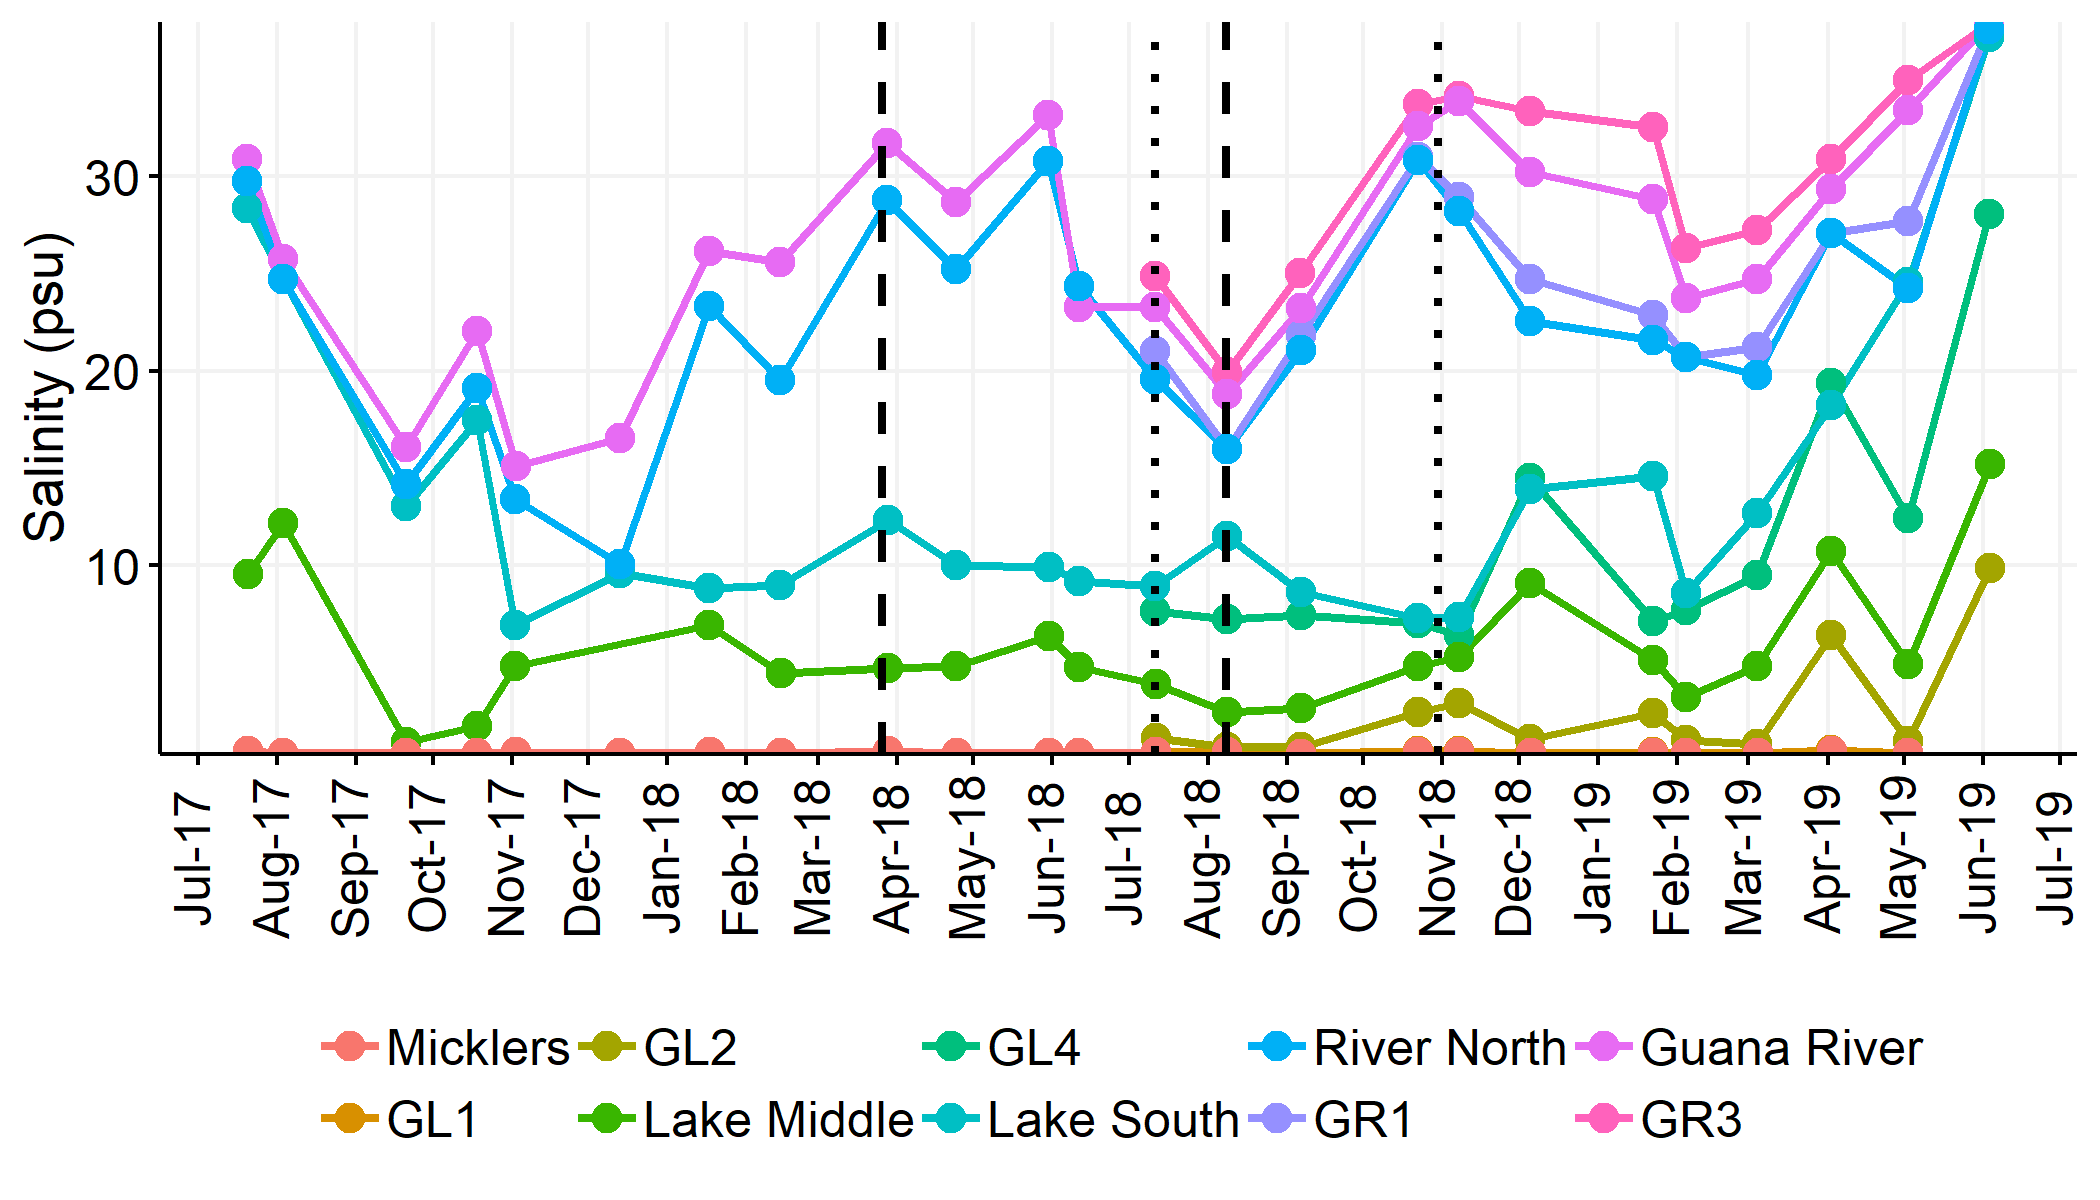 Salinity (psu)
30
20
10
Jul-17 Aug-17 Sep-17 Oct-17 Nov-17 Dec-17 Jan-18 Feb-18 Mar-18 Apr-18 May-18 Jun-18 Jul-18 Aug-18 Sep-18 Oct-18 Nov-18 Dec-18 Jan-19 Feb-19 Mar-19 Apr-19 May-19 Jun-19 Jul-19
Micklers GL2 GL4 River North Guana River
GL1 Lake Middle Lake South GR1 GR3